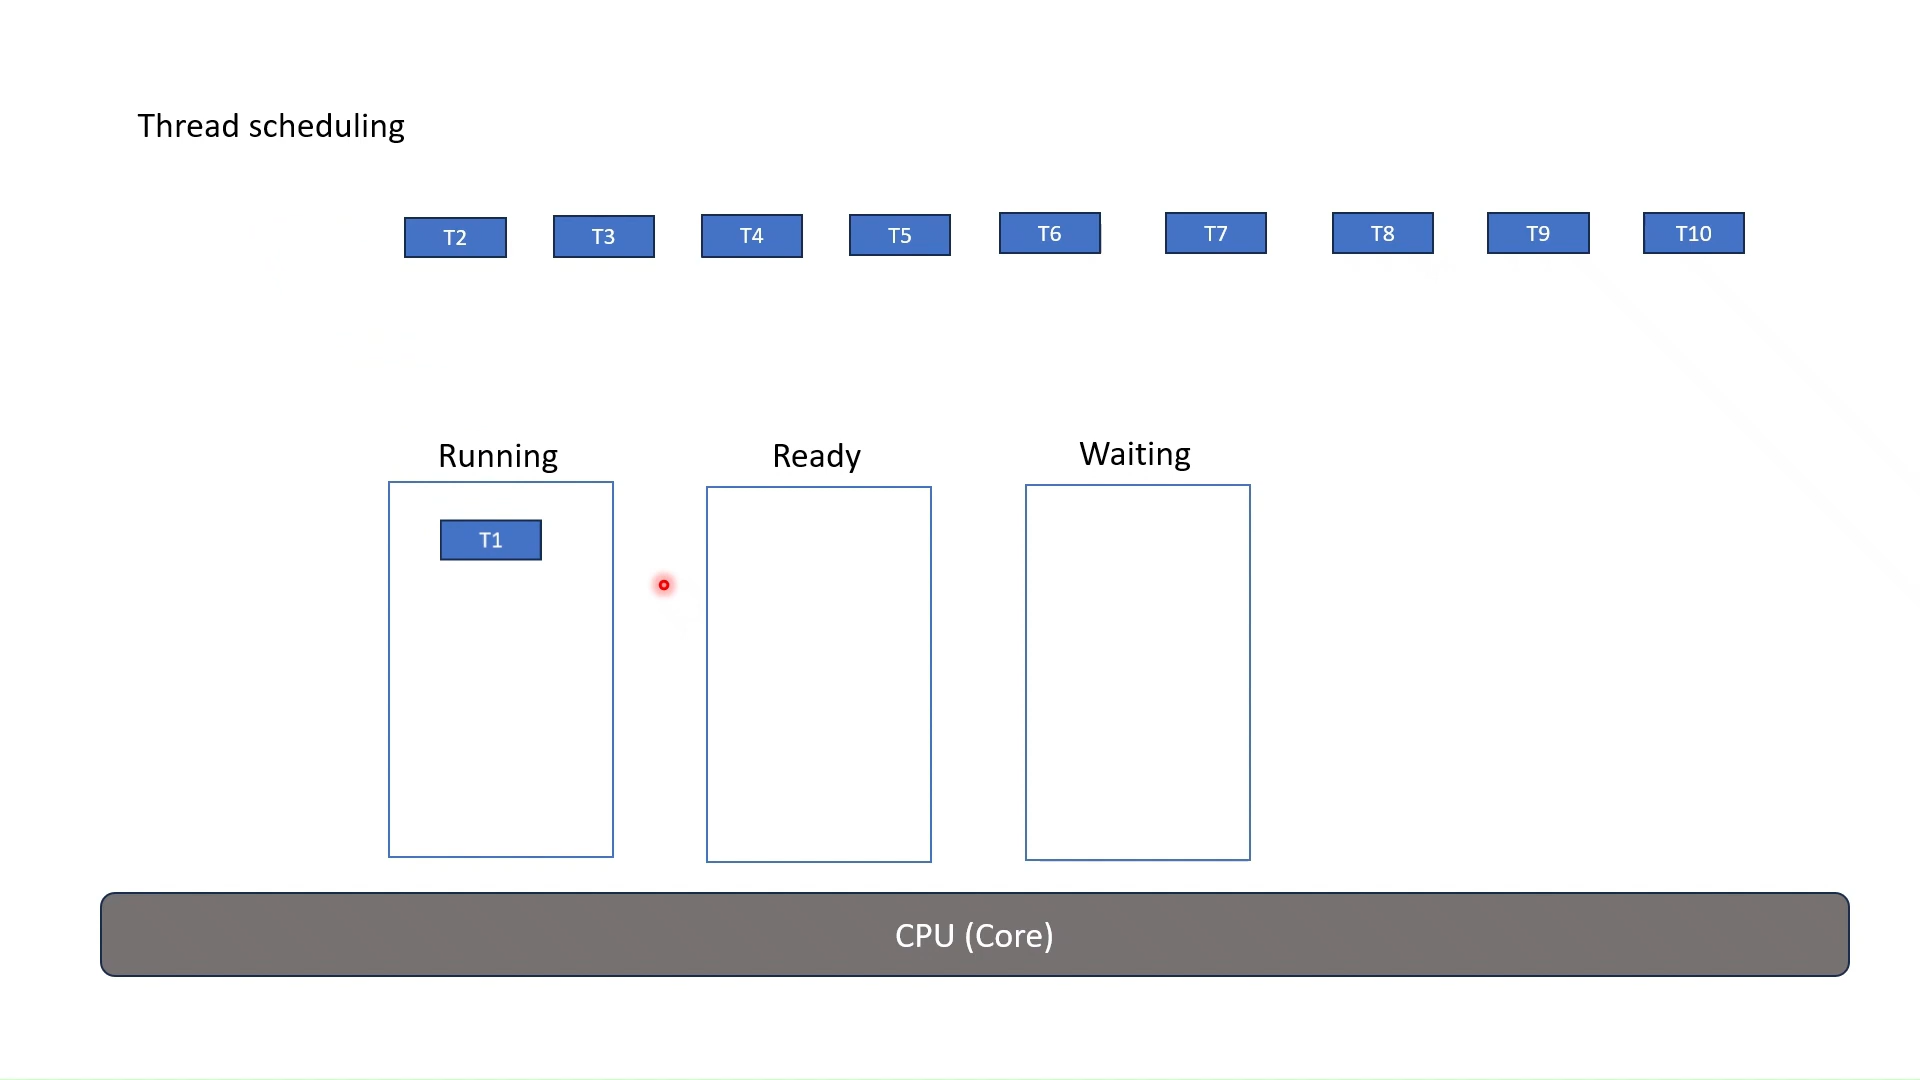 Thread scheduling
T2 T3 T4 T5 T6 T7 T8 T9 T10
Running Ready Waiting
T1
CPU (Core)